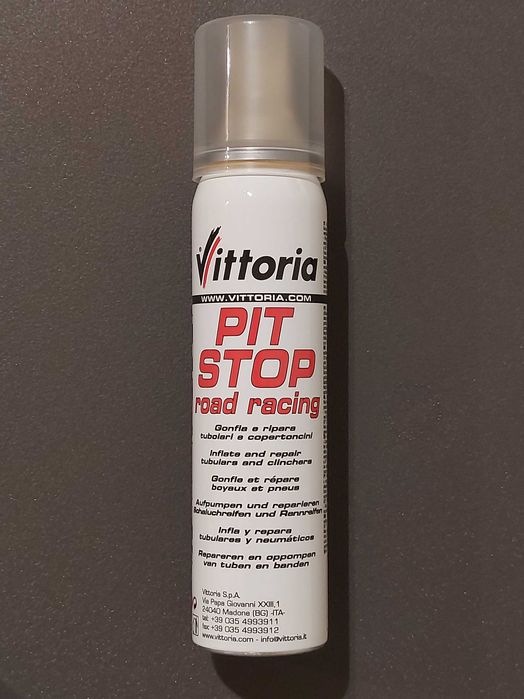 Vittoria
WWW.VITTORIA.COM
PIT
STOP
road racing
Gonfia e ripara
tubolari e copertoncini
Inflate and repair
tubulars and clinchers
Gonfle et répare
boyaux et pneus
Aufpumpen und reparieren
Schaluchreifen und Rannreifen
Infla y repara
tubulares y neumáticos
Repareren en oppompen
van tuben en banden
Vittoria S.p.A.
Via Papa Giovanni XXIII,1
24040 Madone (BG) -ITA-
tel: +39 035 4993911
fax: +39 035 4993912
www.vittoria.com - info@vittoria.it